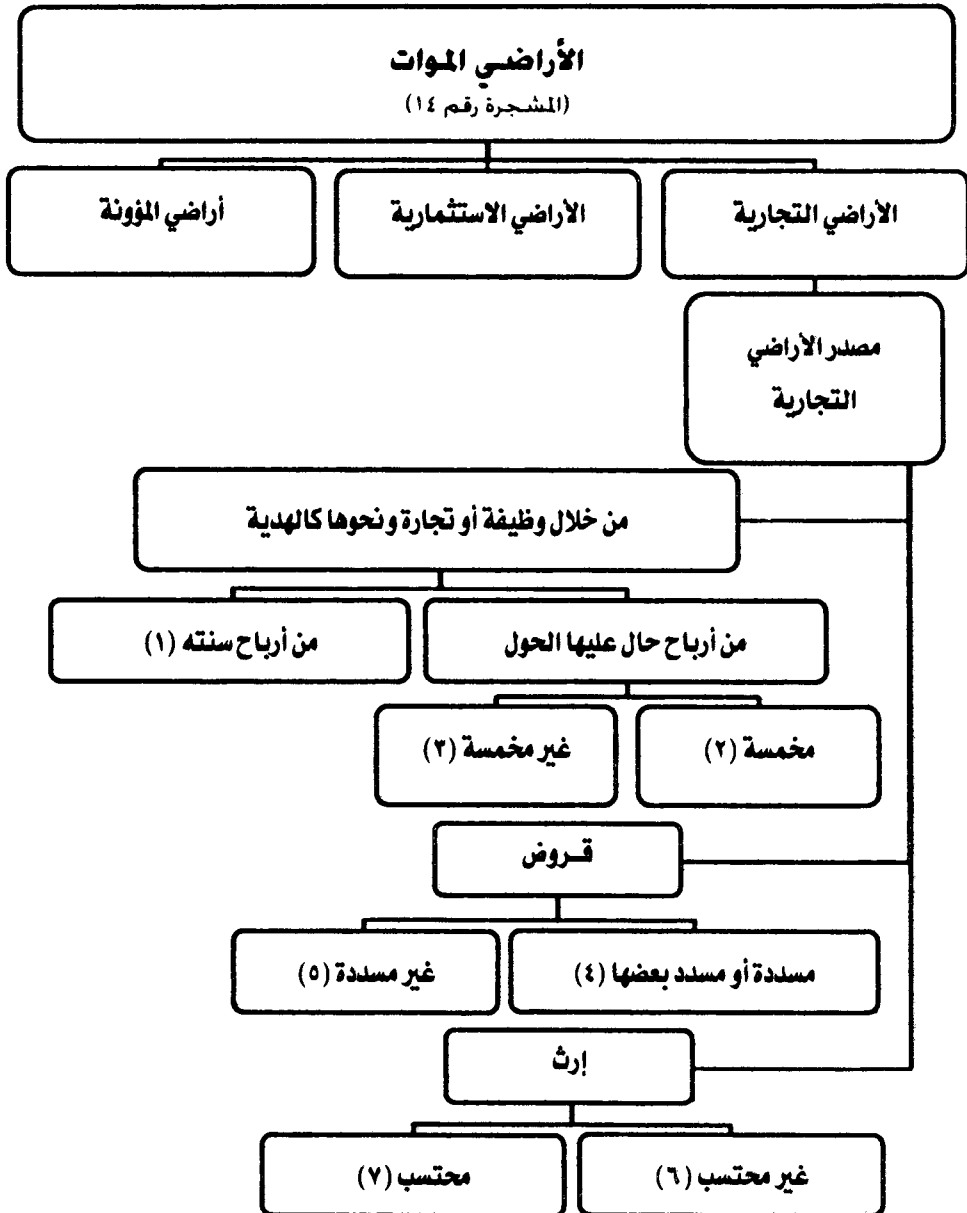 الأراضي الموات
(المشجرة رقم ١٤)
الأراضي التجارية
الأراضي الاستثمارية
أراضي المؤونة
مصدر الأراضي
التجارية
من خلال وظيفة أو تجارة ونحوها كالهدية
من أرباح حال عليها الحول
من أرباح سنته (١)
مخمسة (٢)
غير مخمسة (٣)
قروض
مسددة أو مسدد بعضها (٤)
غير مسددة (٥)
إرث
غير محتسب (٦)
محتسب (٧)